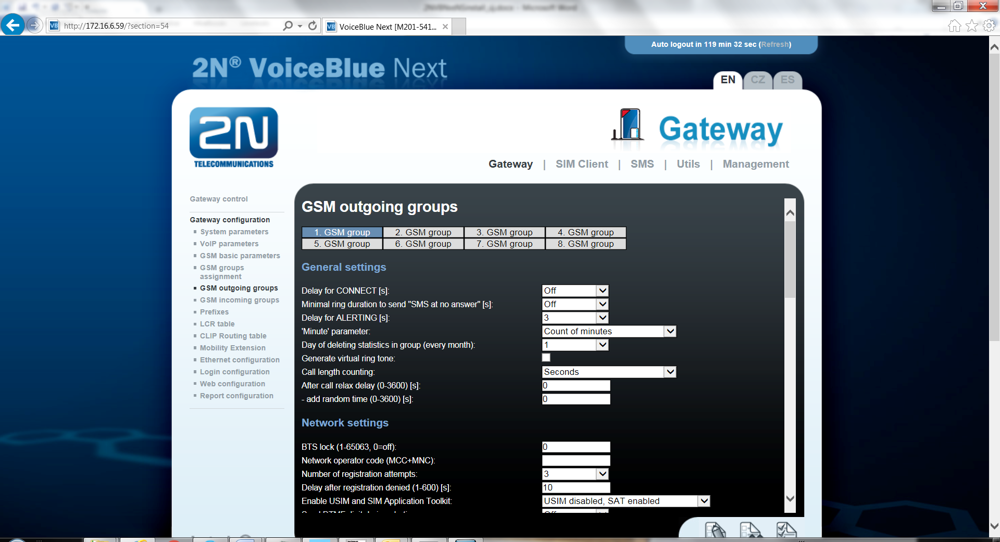 http://172.16.6.59/?section=54
VB
VB
VoiceBlue Next [M201-541...
Auto logout in 119 min 32 sec (Refresh)
2N® VoiceBlue Next
EN
CZ
ES
2N
TELECOMMUNICATIONS
Gateway
Gateway | SIM Client | SMS | Utils | Management
Gateway control
Gateway configuration
System parameters
VoIP parameters
GSM basic parameters
GSM groups
assignment
GSM outgoing groups
GSM incoming groups
Prefixes
LCR table
CLIP Routing table
Mobility Extension
Ethernet configuration
Login configuration
Web configuration
Report configuration
GSM outgoing groups
1. GSM group 2. GSM group 3. GSM group 4. GSM group
5. GSM group 6. GSM group 7. GSM group 8. GSM group
General settings
Delay for CONNECT [s]: Off
Minimal ring duration to send "SMS at no answer" [s]: Off
Delay for ALERTING [s]: 3
'Minute' parameter: Count of minutes
Day of deleting statistics in group (every month): 1
Generate virtual ring tone:
Call length counting: Seconds
After call relax delay (0-3600) [s]: 0
- add random time (0-3600) [s]: 0
Network settings
BTS lock (1-65063, 0=off): 0
Network operator code (MCC+MNC):
Number of registration attempts: 3
Delay after registration denied (1-600) [s]: 10
Enable USIM and SIM Application Toolkit: USIM disabled, SAT enabled